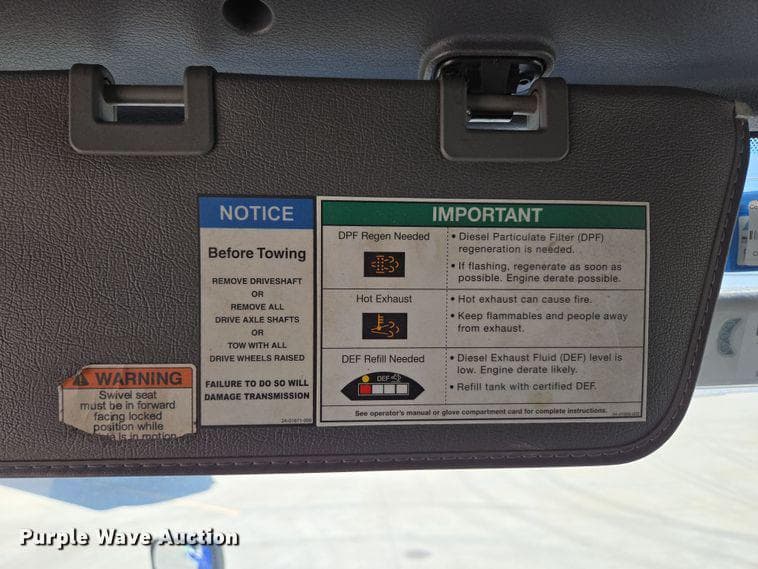 NOTICE
Before Towing
REMOVE DRIVESHAFT
OR
REMOVE ALL
DRIVE AXLE SHAFTS
OR
TOW WITH ALL
DRIVE WHEELS RAISED
FAILURE TO DO SO WILL
DAMAGE TRANSMISSION
IMPORTANT
DPF Regen Needed
• Diesel Particulate Filter (DPF)
regeneration is needed.
• If flashing, regenerate as soon as
possible. Engine derate possible.
Hot Exhaust
• Hot exhaust can cause fire.
• Keep flammables and people away
from exhaust.
DEF Refill Needed
DEF
• Diesel Exhaust Fluid (DEF) level is
low. Engine derate likely.
• Refill tank with certified DEF.
See operator's manual or glove compartment card for complete instructions.
WARNING
Swivel seat
must be in forward
facing locked
position while
is in motion
Purple Wave Auction